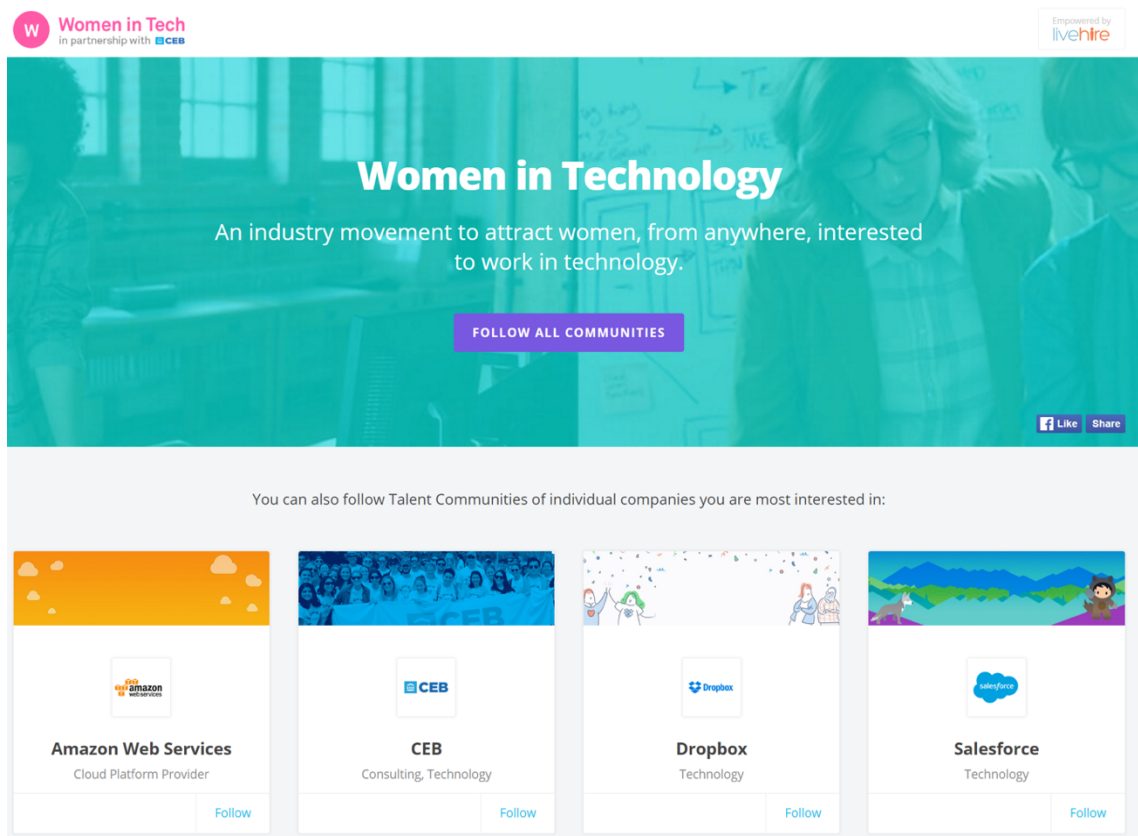 W
Women in Tech
in partnership with CEB
Empowered by
livehire
Women in Technology
An industry movement to attract women, from anywhere, interested
to work in technology.
FOLLOW ALL COMMUNITIES
f Like Share
You can also follow Talent Communities of individual companies you are most interested in:
CEB
amazon
webservices
CEB
Dropbox
salesforce
Amazon Web Services
CEB
Dropbox
Salesforce
Cloud Platform Provider
Consulting, Technology
Technology
Technology
Follow
Follow
Follow
Follow